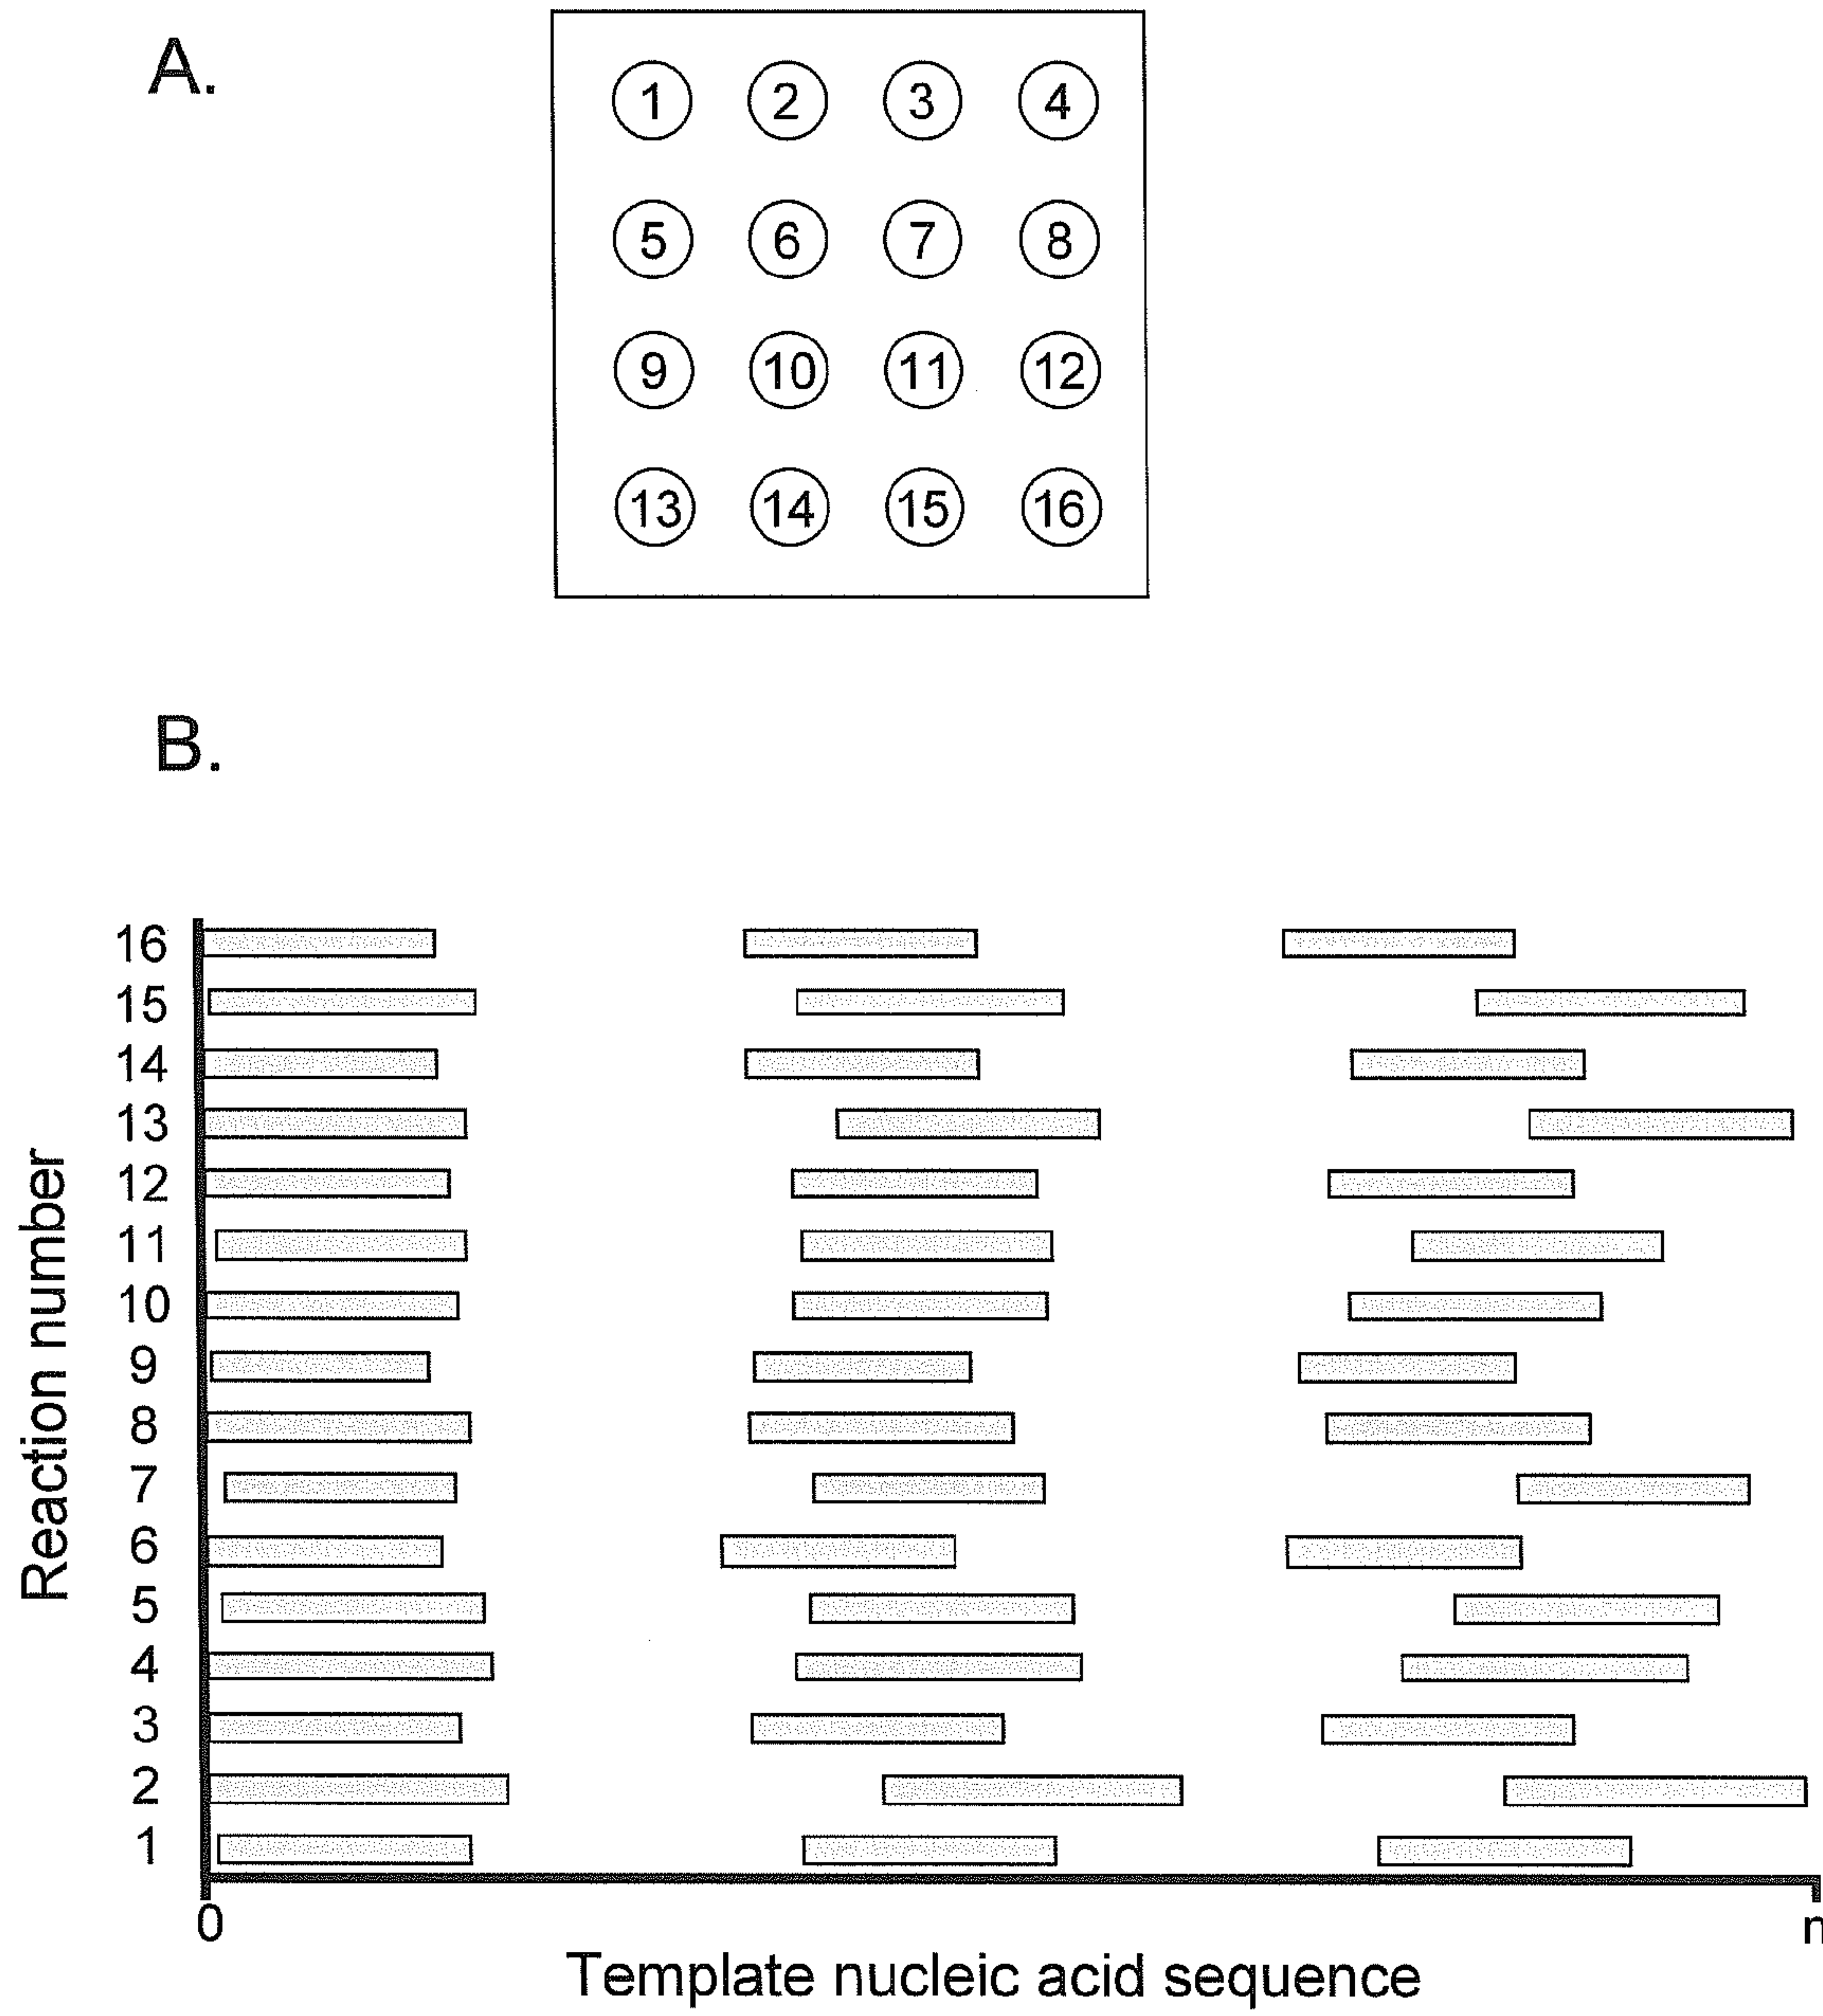 A.
1 2 3 4
5 6 7 8
9 10 11 12
13 14 15 16
B.
Reaction number
16
15
14
13
12
11
10
9
8
7
6
5
4
3
2
1
0 n
Template nucleic acid sequence